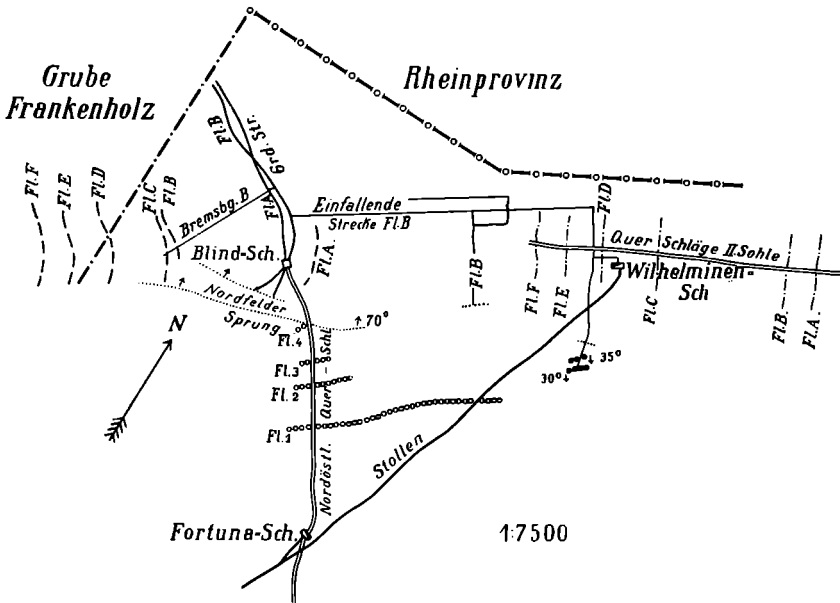 Grube
Frankenholz
Rheinprovinz
Fl.F
Fl.E
Fl.D
Fl.C
Fl.B
Fl.B
Grd. Str.
Bremsbg. B
Fl.4
Einfallende
Strecke Fl.B
Fl.A.
Blind-Sch.
Nordfelder
Sprung
70°
N
Fl.4
Fl.3
Fl.2
Fl.1
Quer-Schl.
Nordöstl.
Fl.B
Fl.F
Fl.E
Fl.D
Fl.C
Fl.B.
Fl.A.
Quer Schläge II.Sohle
Wilhelminen-
Sch
35°
30°
Stollen
Fortuna-Sch.
1:7500